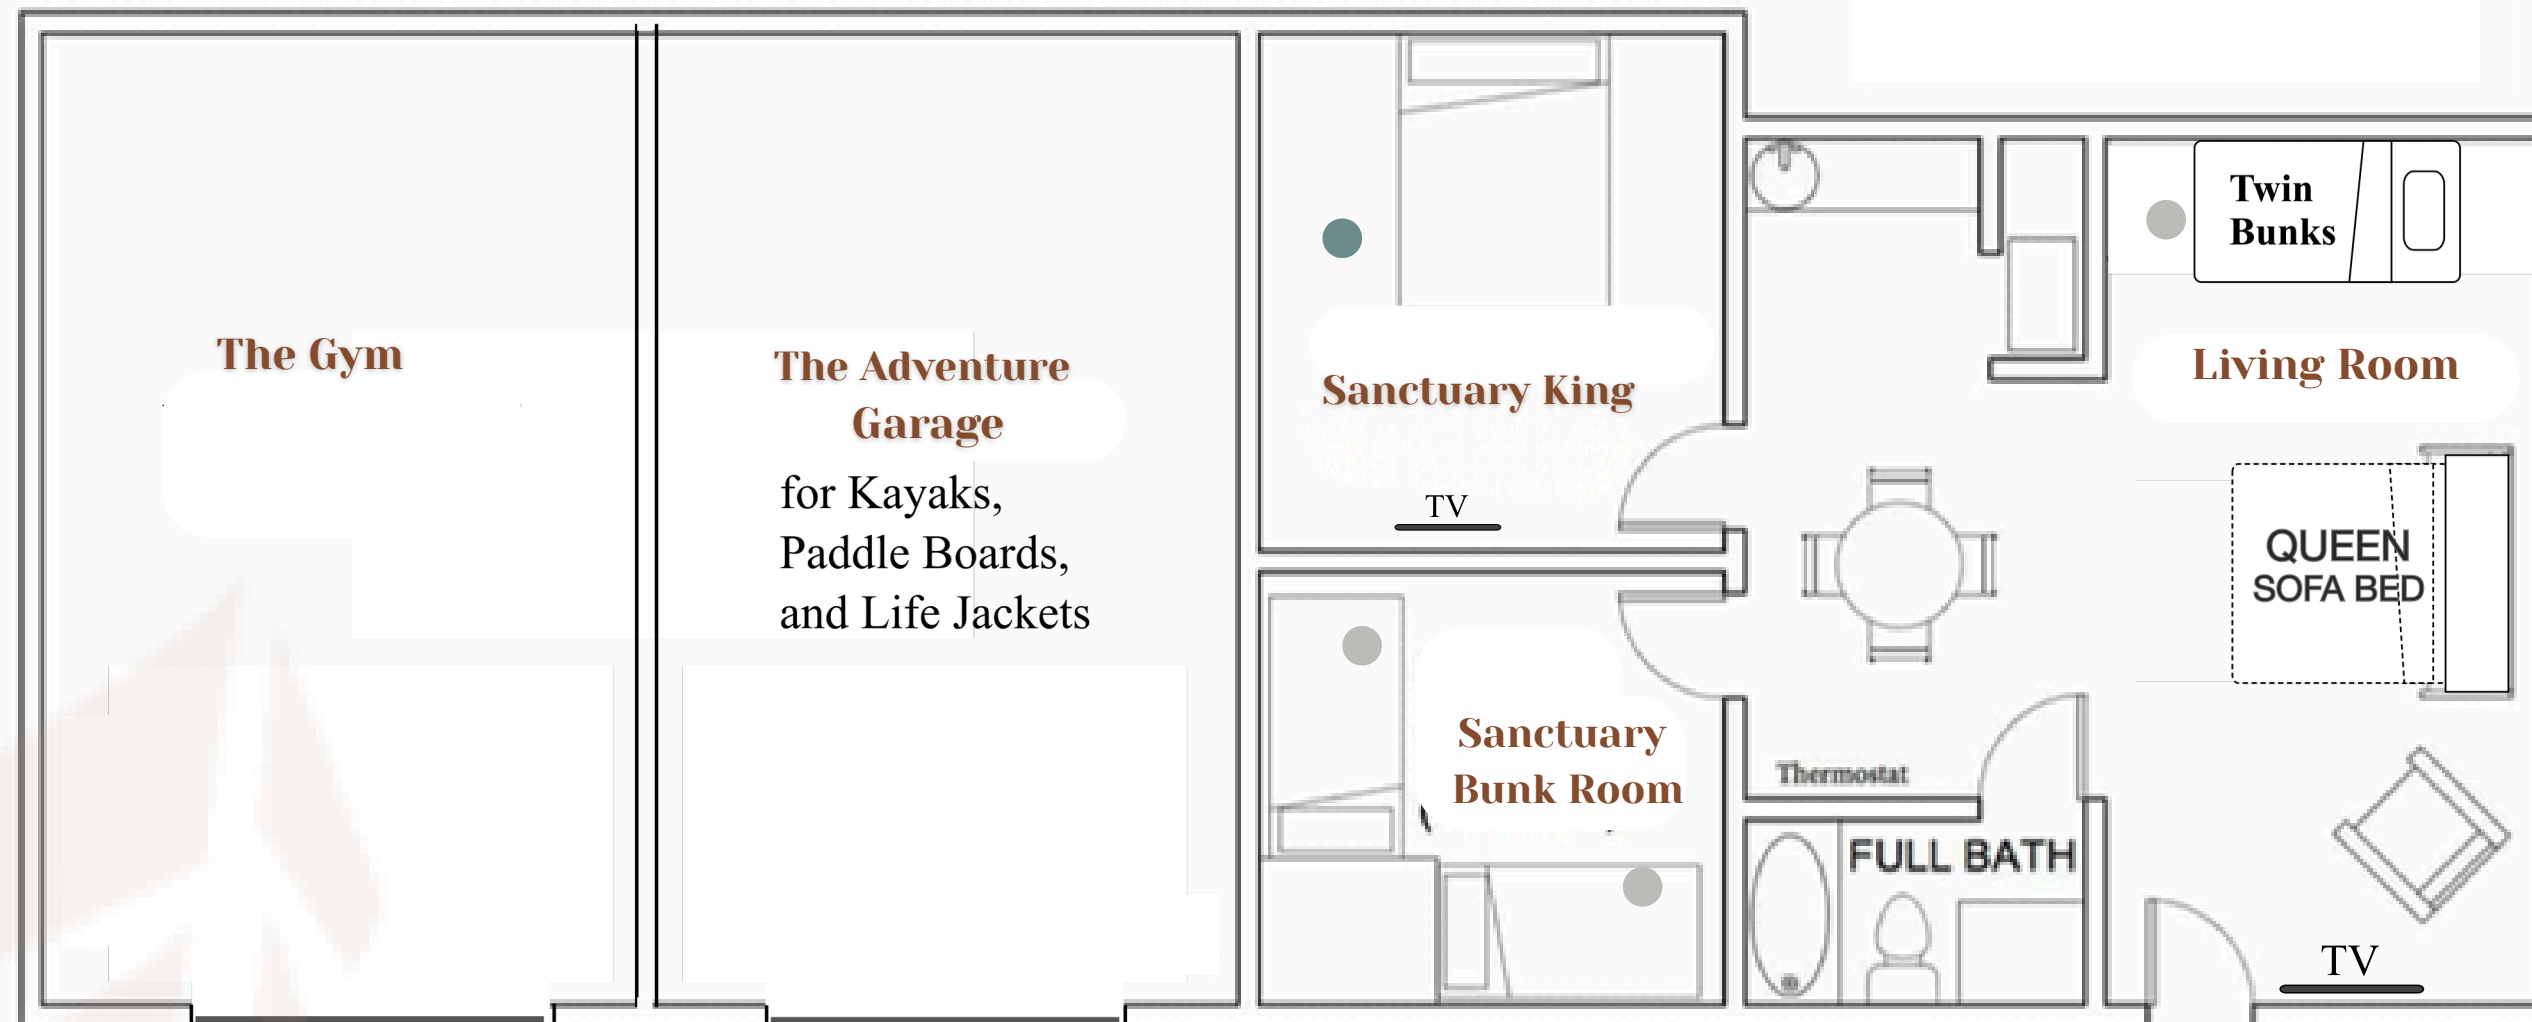 The Gym
The Adventure
Garage
for Kayaks,
Paddle Boards,
and Life Jackets
Sanctuary King
TV
Sanctuary
Bunk Room
Thermostat
FULL BATH
Twin
Bunks
Living Room
QUEEN
SOFA BED
TV